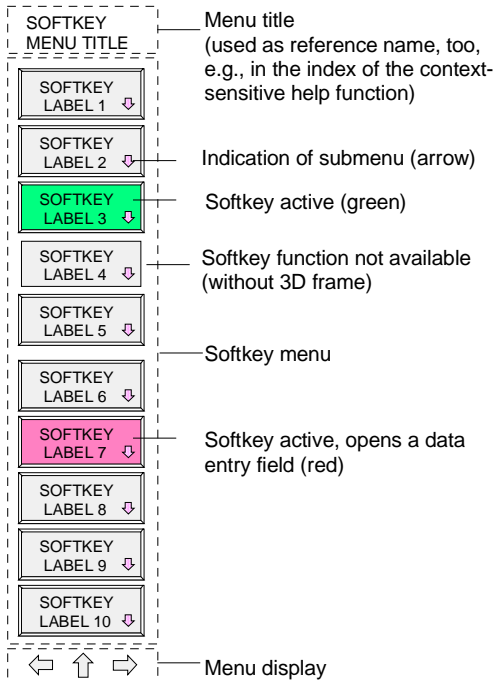 SOFTKEY
MENU TITLE
Menu title
(used as reference name, too,
e.g., in the index of the context-
sensitive help function)
SOFTKEY
LABEL 1
SOFTKEY
LABEL 2
Indication of submenu (arrow)
SOFTKEY
LABEL 3
Softkey active (green)
SOFTKEY
LABEL 4
Softkey function not available
(without 3D frame)
SOFTKEY
LABEL 5
Softkey menu
SOFTKEY
LABEL 6
SOFTKEY
LABEL 7
Softkey active, opens a data
entry field (red)
SOFTKEY
LABEL 8
SOFTKEY
LABEL 9
SOFTKEY
LABEL 10
Menu display